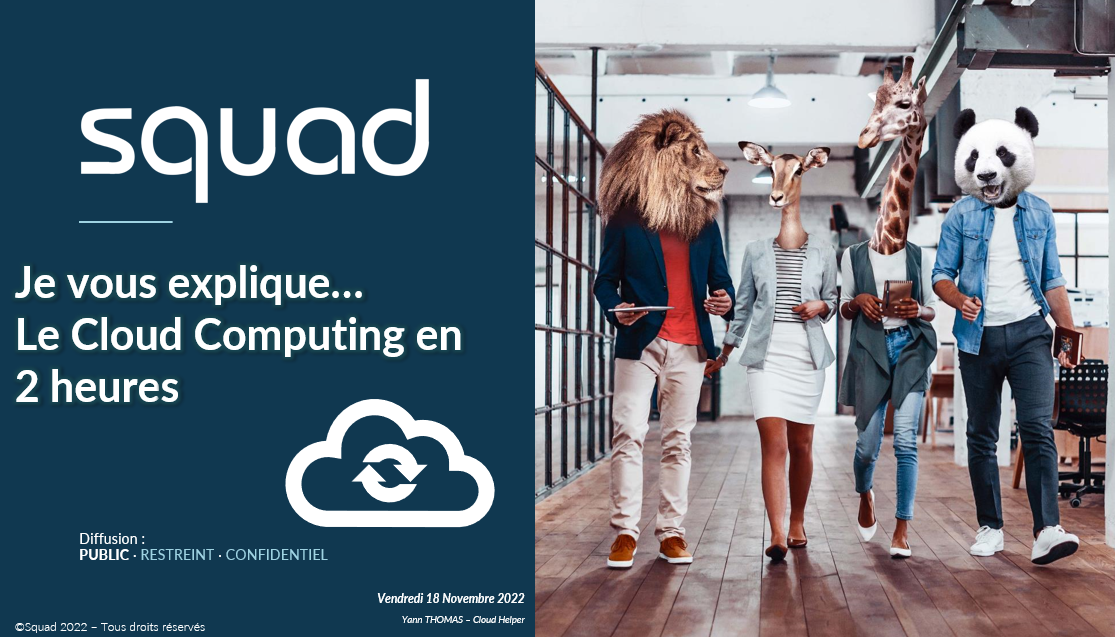 squad
Je vous explique...
Le Cloud Computing en
2 heures
Diffusion :
PUBLIC · RESTREINT · CONFIDENTIEL
Vendredi 18 Novembre 2022
Yann THOMAS – Cloud Helper
©Squad 2022 – Tous droits réservés